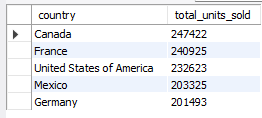 country total_units_sold
Canada 247422
France 240925
United States of America 232623
Mexico 203325
Germany 201493